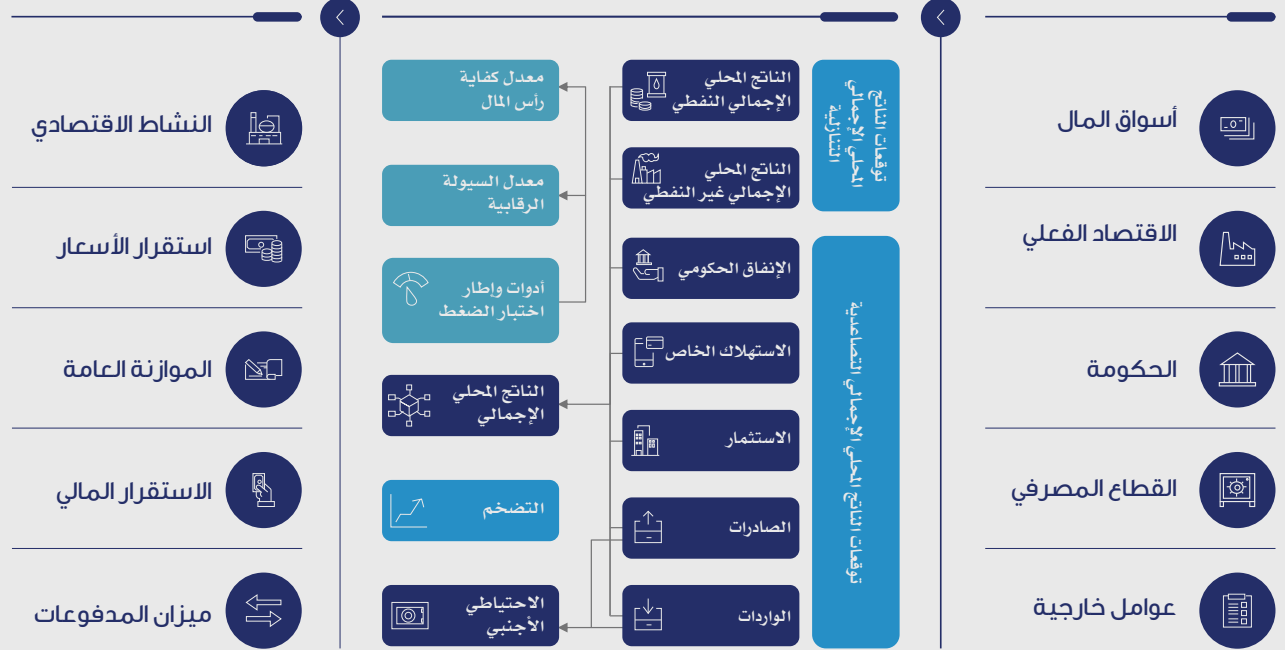 أسواق المال
الاقتصاد الفعلي
الحكومة
القطاع المصرفي
عوامل خارجية
توقعات الناتج
المحلي الإجمالي
التنازلية
توقعات الناتج المحلي الإجمالي التصاعدية
الناتج المحلي
الإجمالي النفطي
الناتج المحلي
الإجمالي غير النفطي
الإنفاق الحكومي
الاستهلاك الخاص
الاستثمار
الصادرات
الواردات
معدل كفاية
رأس المال
معدل السيولة
الرقابية
أدوات وإطار
اختبار الضغط
الناتج المحلي
الإجمالي
التضخم
الاحتياطي
الأجنبي
النشاط الاقتصادي
استقرار الأسعار
الموازنة العامة
الاستقرار المالي
ميزان المدفوعات